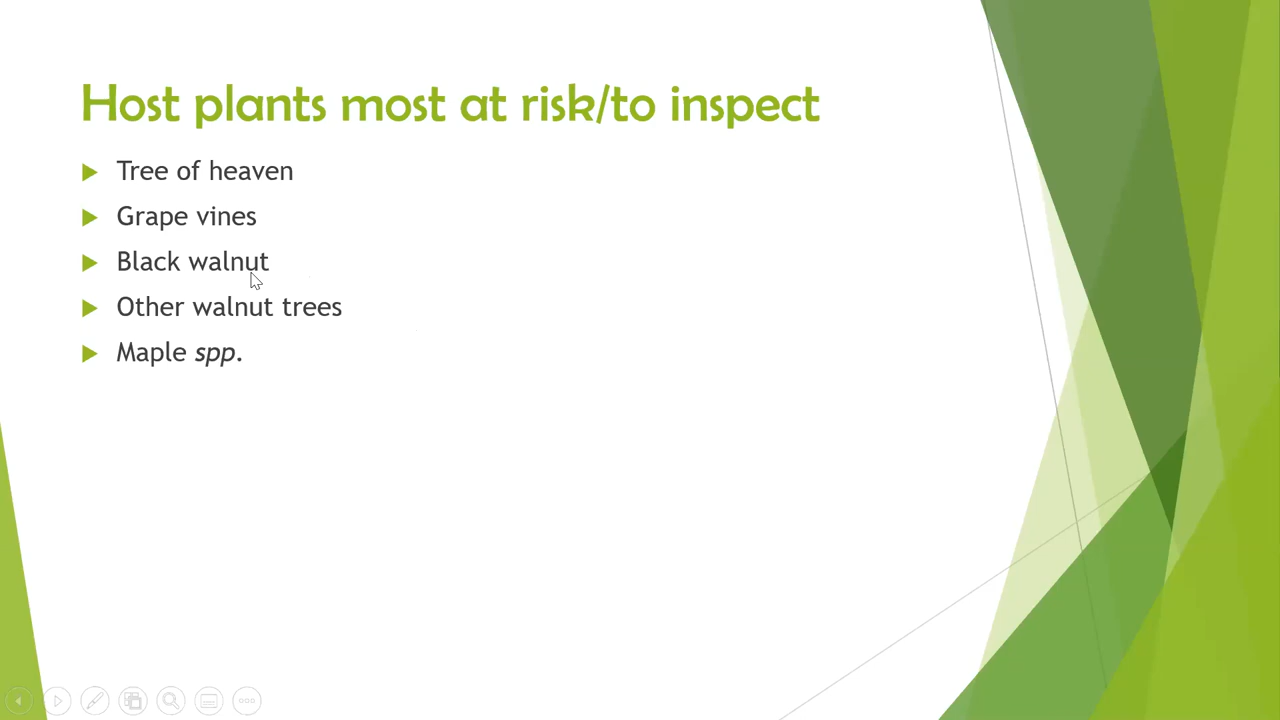 Host plants most at risk/to inspect
Tree of heaven
Grape vines
Black walnut
Other walnut trees
Maple spp.